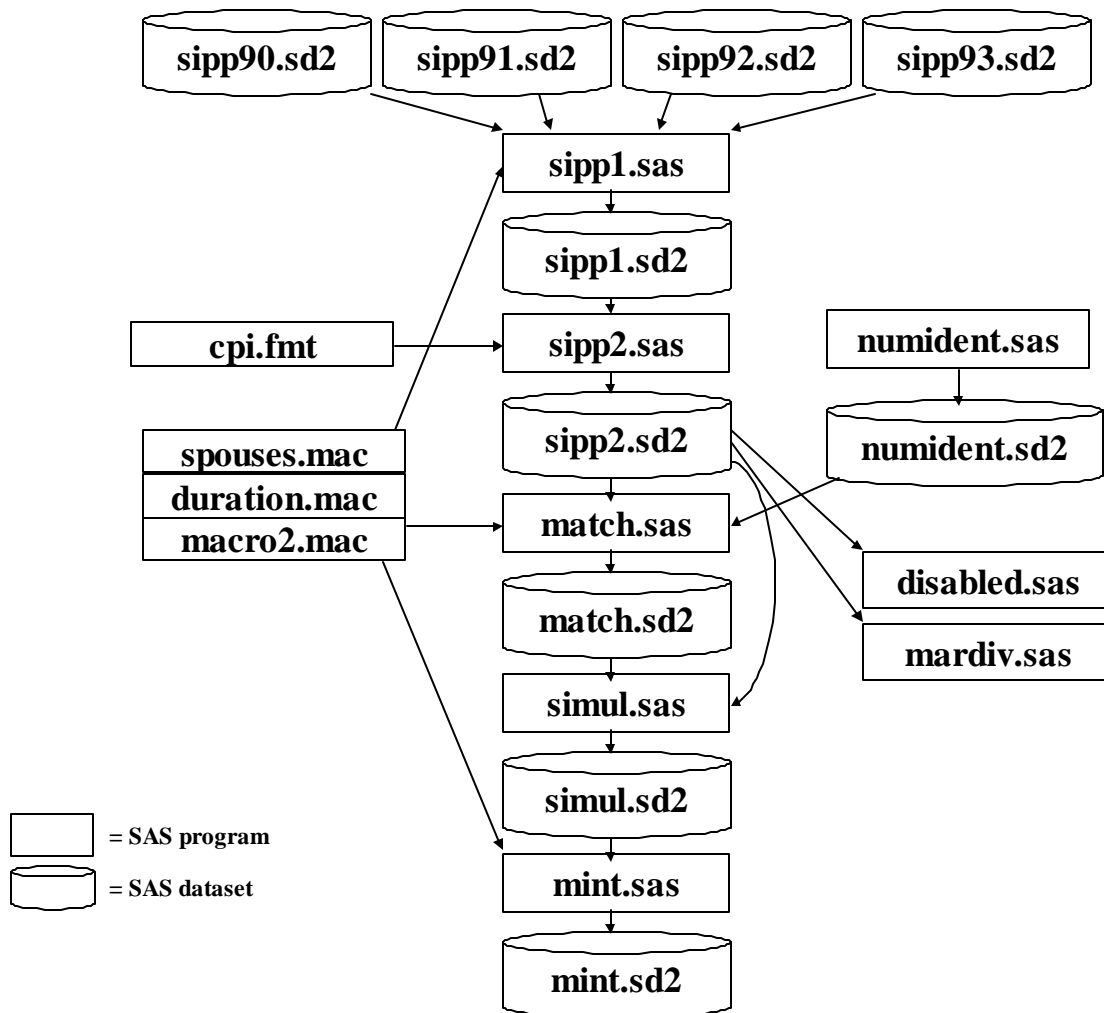 sipp90.sd2
sipp91.sd2
sipp92.sd2
sipp93.sd2
sipp1.sas
sipp1.sd2
cpi.fmt
sipp2.sas
numident.sas
sipp2.sd2
numident.sd2
spouses.mac
duration.mac
macro2.mac
match.sas
disabled.sas
match.sd2
mardiv.sas
simul.sas
simul.sd2
= SAS program
= SAS dataset
mint.sas
mint.sd2